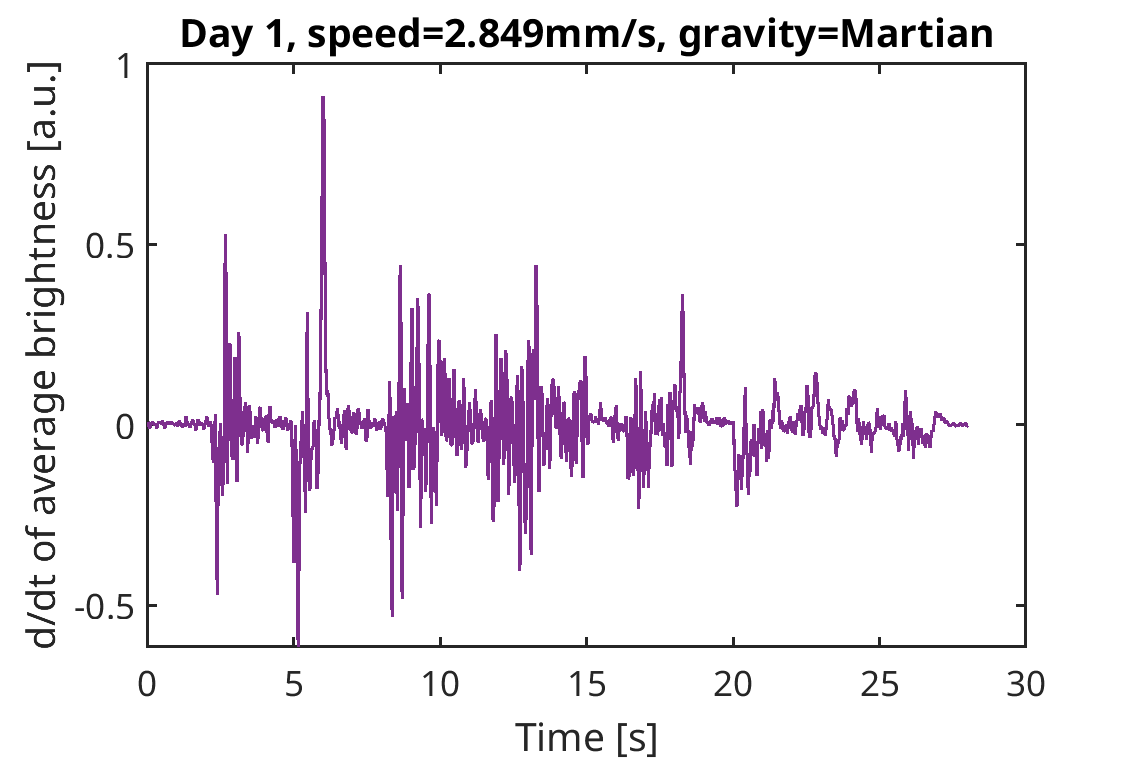 Day 1, speed=2.849mm/s, gravity=Martian
d/dt of average brightness [a.u.]
1
0.5
0
-0.5
0 5 10 15 20 25 30
Time [s]